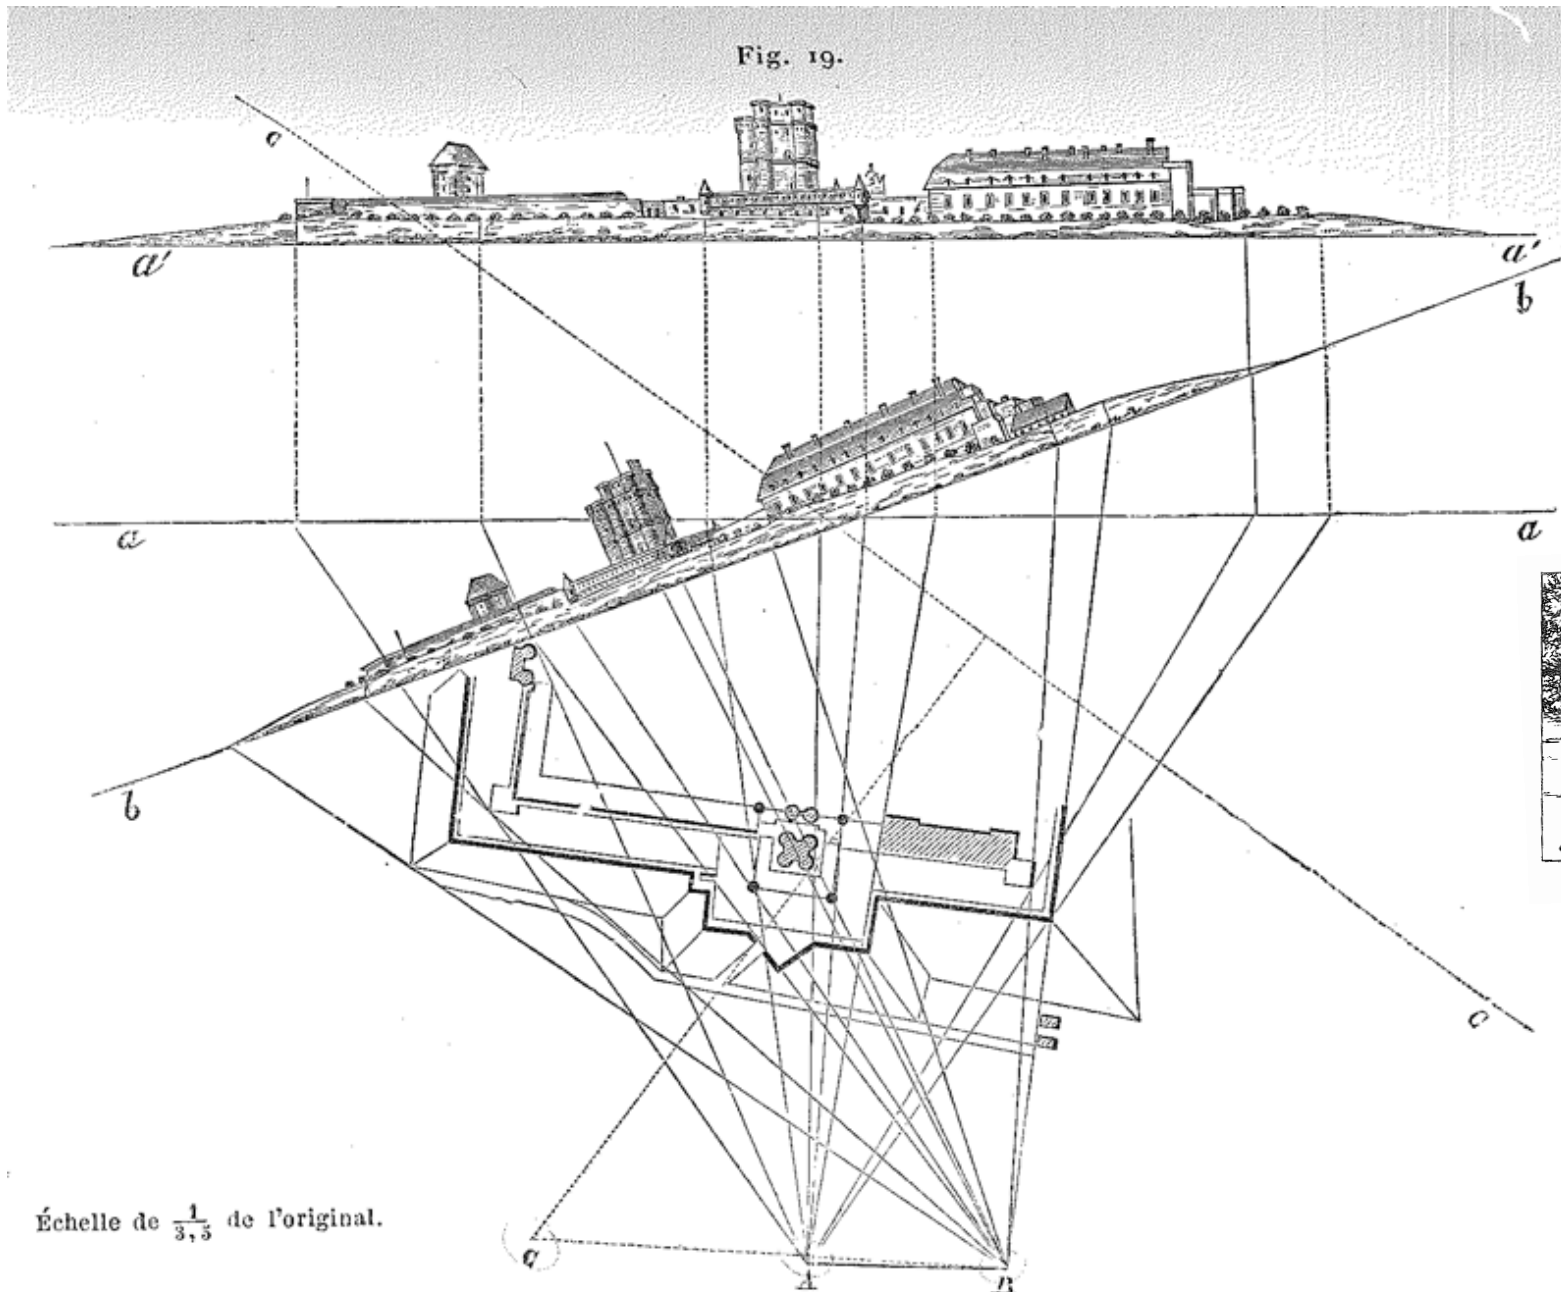 Fig. 19.
c
a' a'
b
a a
b
c
Échelle de 1/3,5 de l'original.
A B